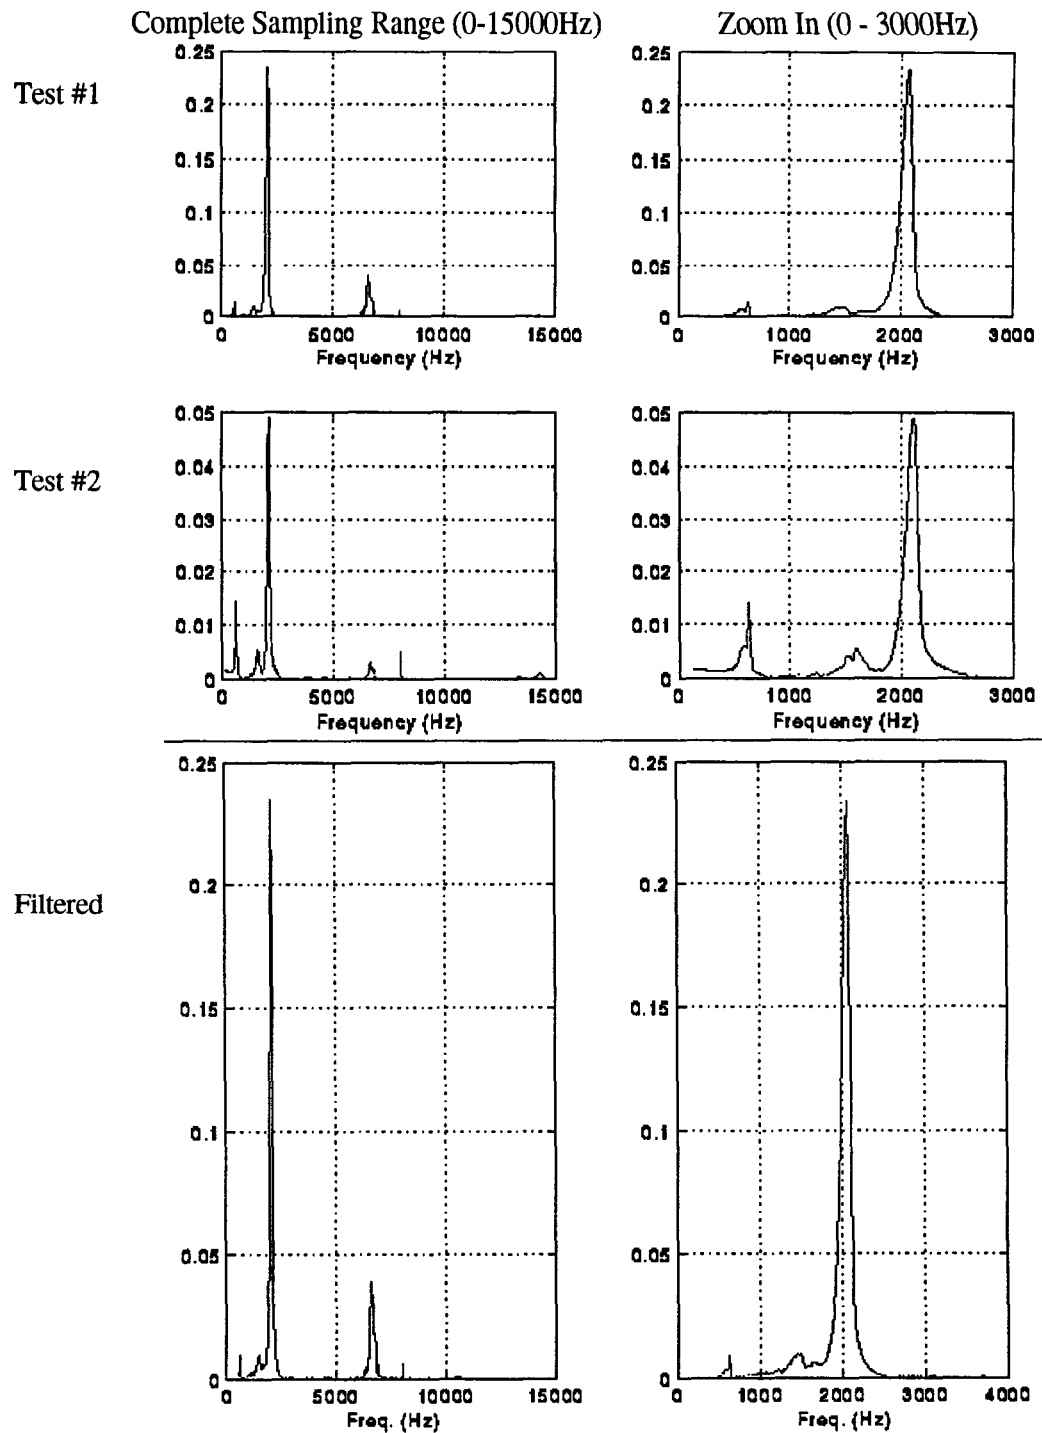 Complete Sampling Range (0-15000Hz)
Zoom In (0 - 3000Hz)
Test #1
0.25
0.2
0.15
0.1
0.05
0
0 5000 10000 15000
Frequency (Hz)
0.25
0.2
0.15
0.1
0.05
0
0 1000 2000 3000
Frequency (Hz)
Test #2
0.05
0.04
0.03
0.02
0.01
0
0 5000 10000 15000
Frequency (Hz)
0.05
0.04
0.03
0.02
0.01
0
0 1000 2000 3000
Frequency (Hz)
Filtered
0.25
0.2
0.15
0.1
0.05
0
0 5000 10000 15000
Freq. (Hz)
0.25
0.2
0.15
0.1
0.05
0
0 1000 2000 3000 4000
Freq. (Hz)